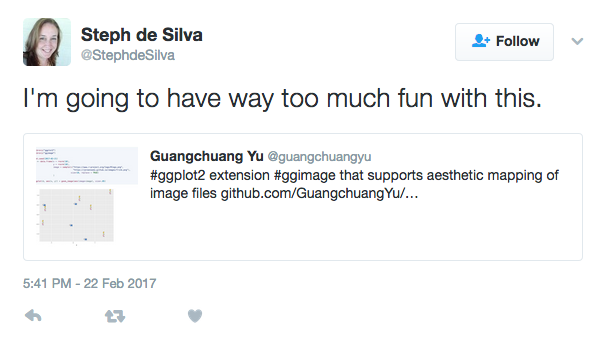 Steph de Silva
@StephdeSilva
Follow
I'm going to have way too much fun with this.
Guangchuang Yu @guangchuangyu
#ggplot2 extension #ggimage that supports aesthetic mapping of
image files github.com/GuangchuangYu/…
5:41 PM - 22 Feb 2017